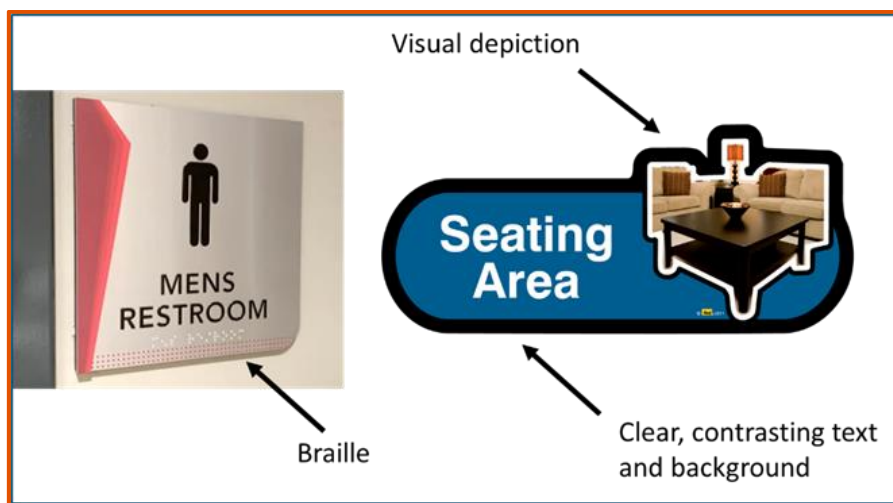 Visual depiction
MENS
RESTROOM
Seating
Area
Braille
Clear, contrasting text
and background